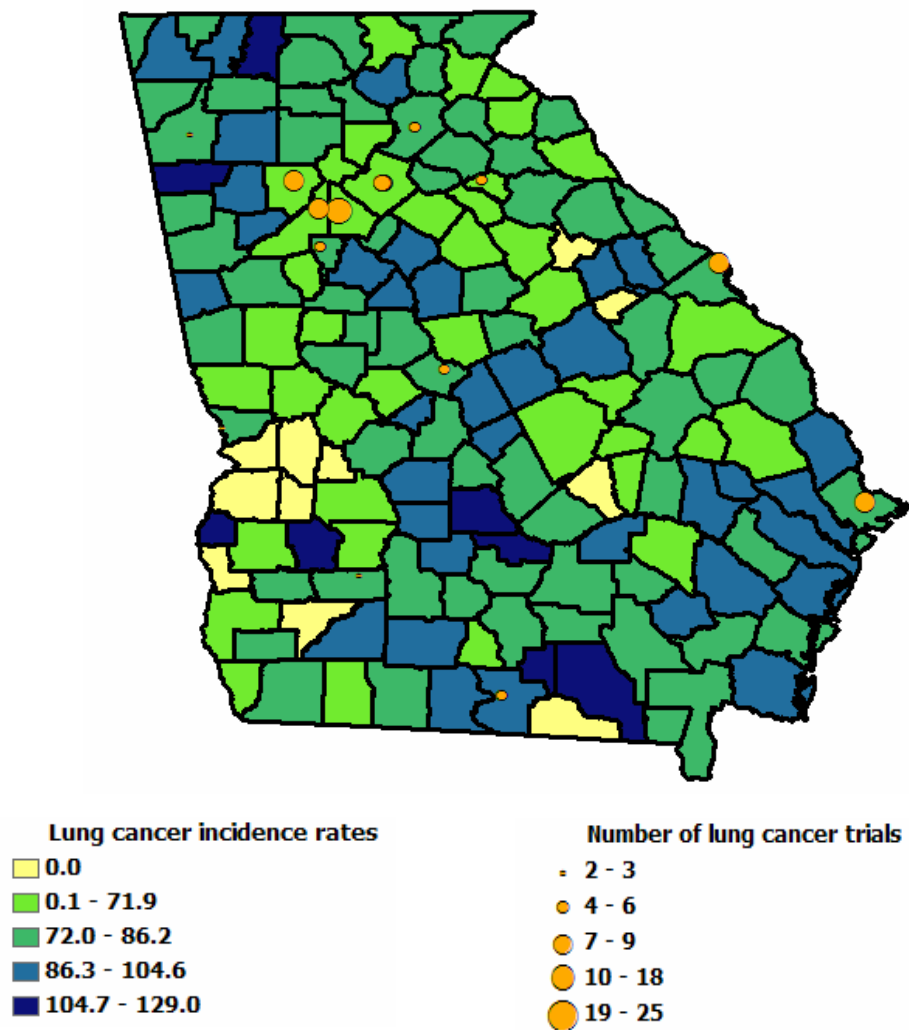 Lung cancer incidence rates
0.0
0.1 - 71.9
72.0 - 86.2
86.3 - 104.6
104.7 - 129.0
Number of lung cancer trials
2 - 3
4 - 6
7 - 9
10 - 18
19 - 25